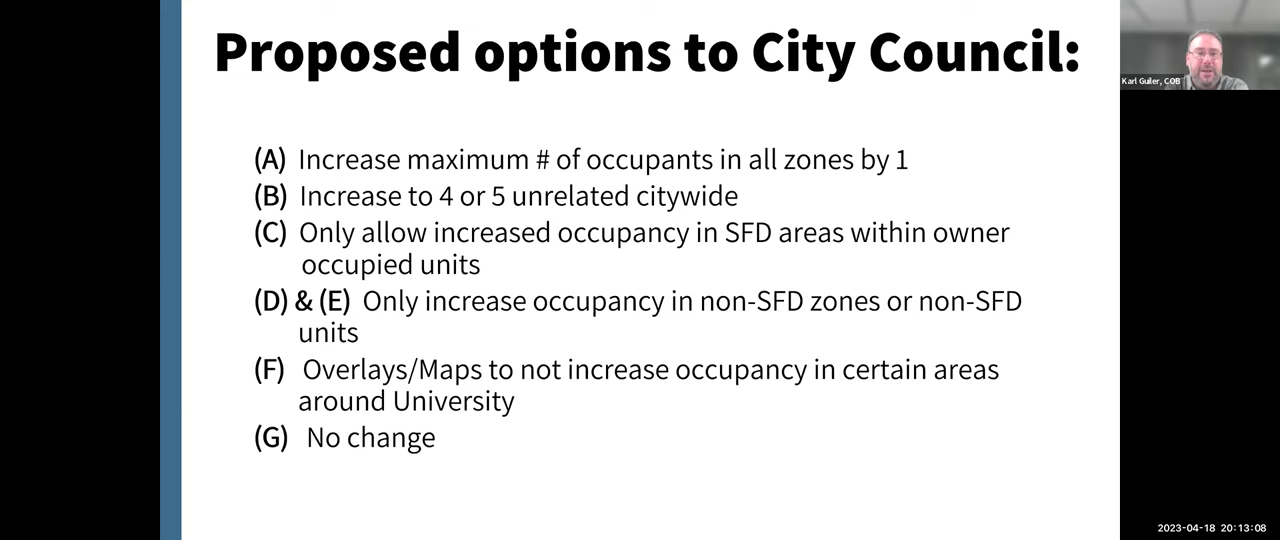 Proposed options to City Council:
Karl Guiler, COB
(A) Increase maximum # of occupants in all zones by 1
(B) Increase to 4 or 5 unrelated citywide
(C) Only allow increased occupancy in SFD areas within owner
occupied units
(D) & (E) Only increase occupancy in non-SFD zones or non-SFD
units
(F) Overlays/Maps to not increase occupancy in certain areas
around University
(G) No change
2023-04-18 20:13:08